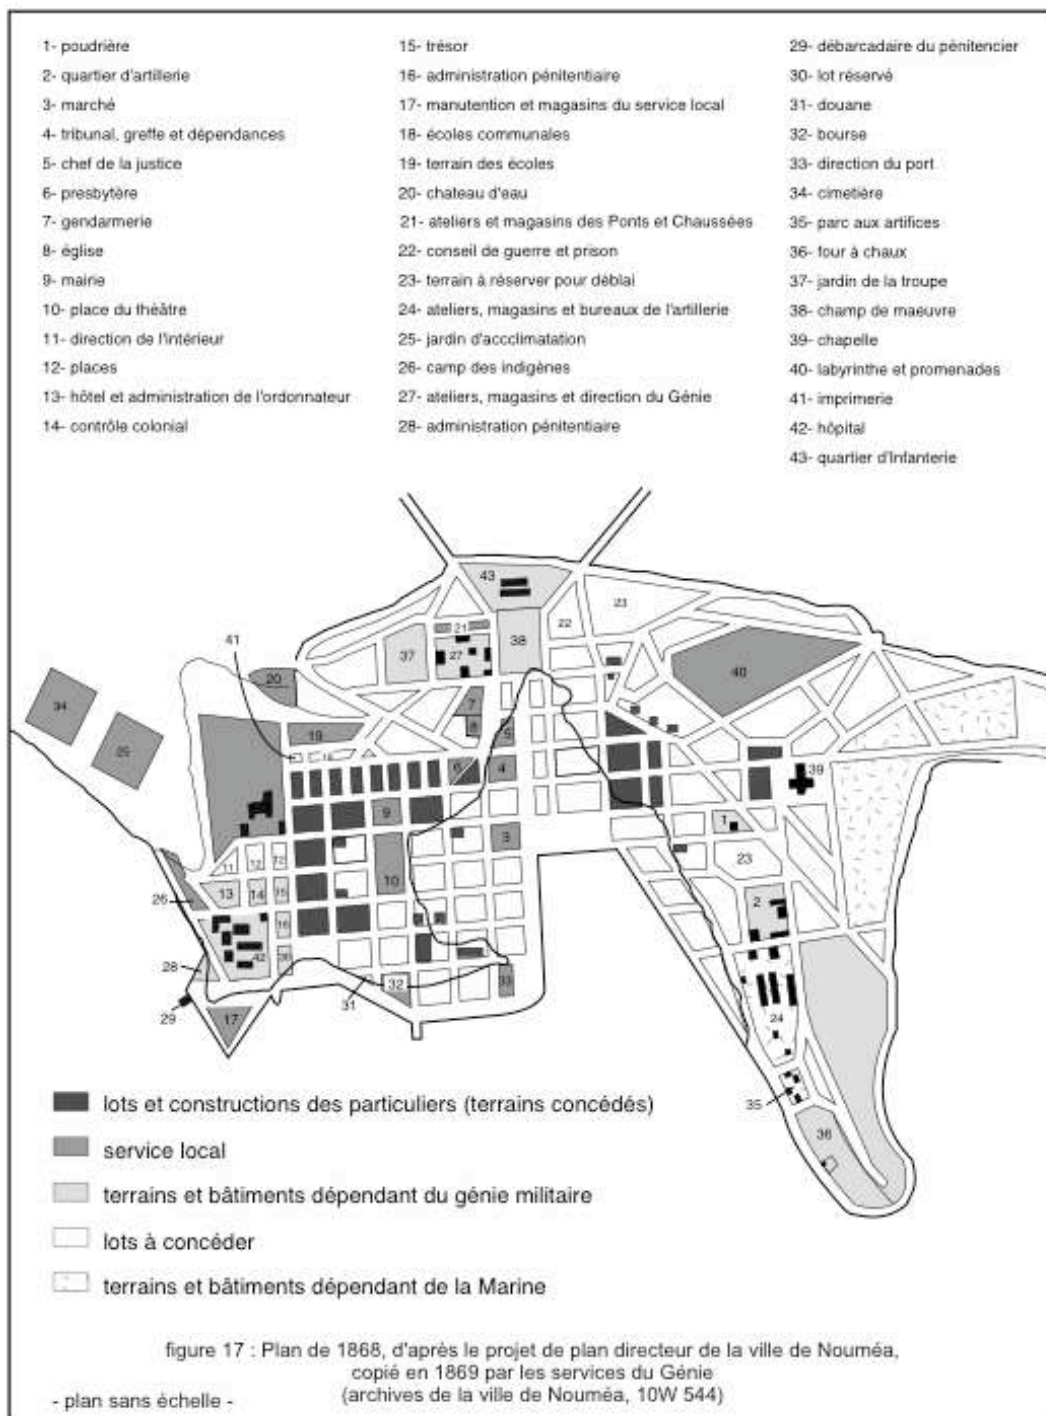 1- poudrière
2- quartier d'artillerie
3- marché
4- tribunal, greffe et dépendances
5- chef de la justice
6- presbytère
7- gendarmerie
8- église
9- mairie
10- place du théâtre
11- direction de l'intérieur
12- places
13- hôtel et administration de l'ordonnateur
14- contrôle colonial
15- trésor
16- administration pénitentiaire
17- manutention et magasins du service local
18- écoles communales
19- terrain des écoles
20- chateau d'eau
21- ateliers et magasins des Ponts et Chaussées
22- conseil de guerre et prison
23- terrain à réserver pour déblai
24- ateliers, magasins et bureaux de l'artillerie
25- jardin d'accclimatation
26- camp des indigènes
27- ateliers, magasins et direction du Génie
28- administration pénitentiaire
29- débarcadaire du pénitencier
30- lot réservé
31- douane
32- bourse
33- direction du port
34- cimetière
35- parc aux artifices
36- four à chaux
37- jardin de la troupe
38- champ de maeuvre
39- chapelle
40- labyrinthe et promenades
41- imprimerie
42- hôpital
43- quartier d'Infanterie
43
23
22
21
41
37
27
38
20
40
34
25
7
19
8
5
18
6
4
39
9
1
3
11
12
12
23
10
26
13
14
15
2
16
42
28
30
32
33
31
29
17
24
35
36
lots et constructions des particuliers (terrains concédés)
service local
terrains et bâtiments dépendant du génie militaire
lots à concéder
terrains et bâtiments dépendant de la Marine
figure 17 : Plan de 1868, d'après le projet de plan directeur de la ville de Nouméa,
copié en 1869 par les services du Génie
(archives de la ville de Nouméa, 10W 544)
- plan sans échelle -